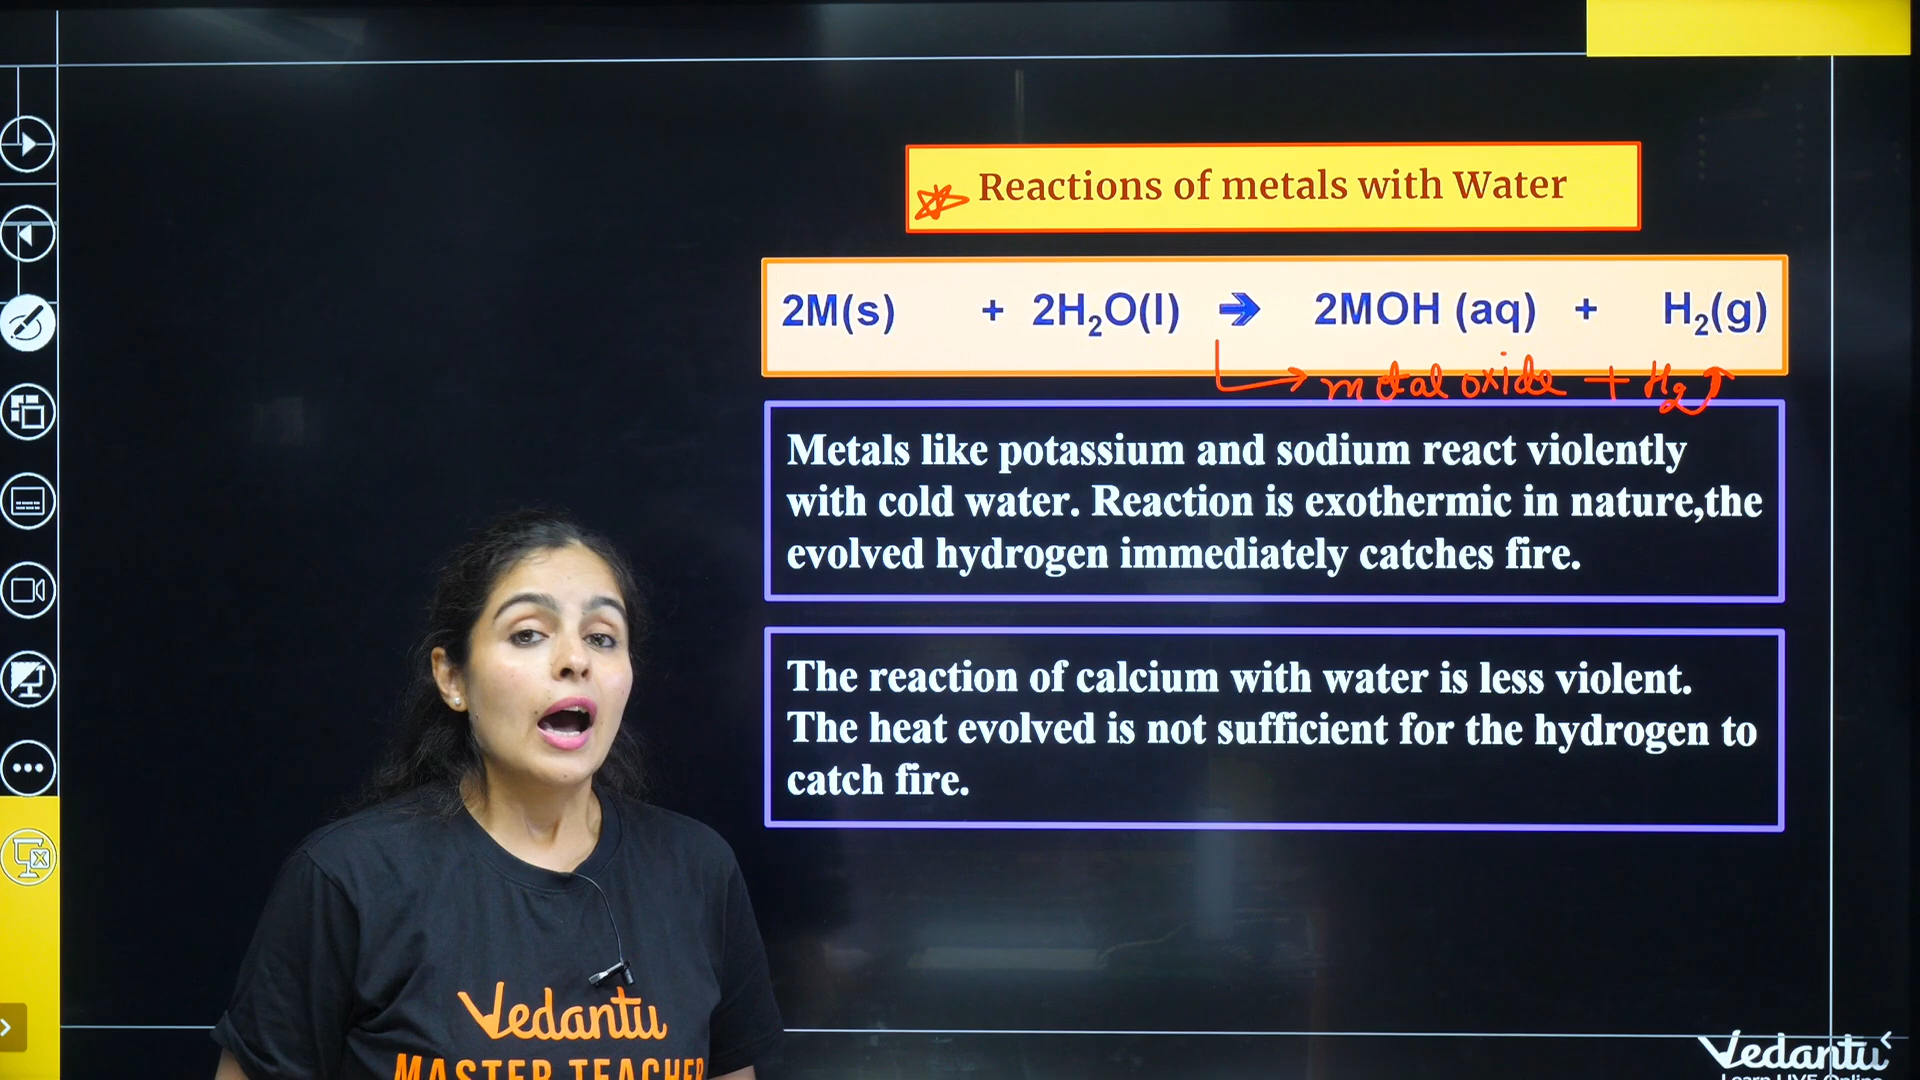 Reactions of metals with Water
2M(s) + 2H₂O(l) → 2MOH (aq) + H₂(g)
→ metal oxide + H₂↑
Metals like potassium and sodium react violently
with cold water. Reaction is exothermic in nature,the
evolved hydrogen immediately catches fire.
The reaction of calcium with water is less violent.
The heat evolved is not sufficient for the hydrogen to
catch fire.
Vedantu
MASTER TEACHER
Vedantu
Learn LIVE Online